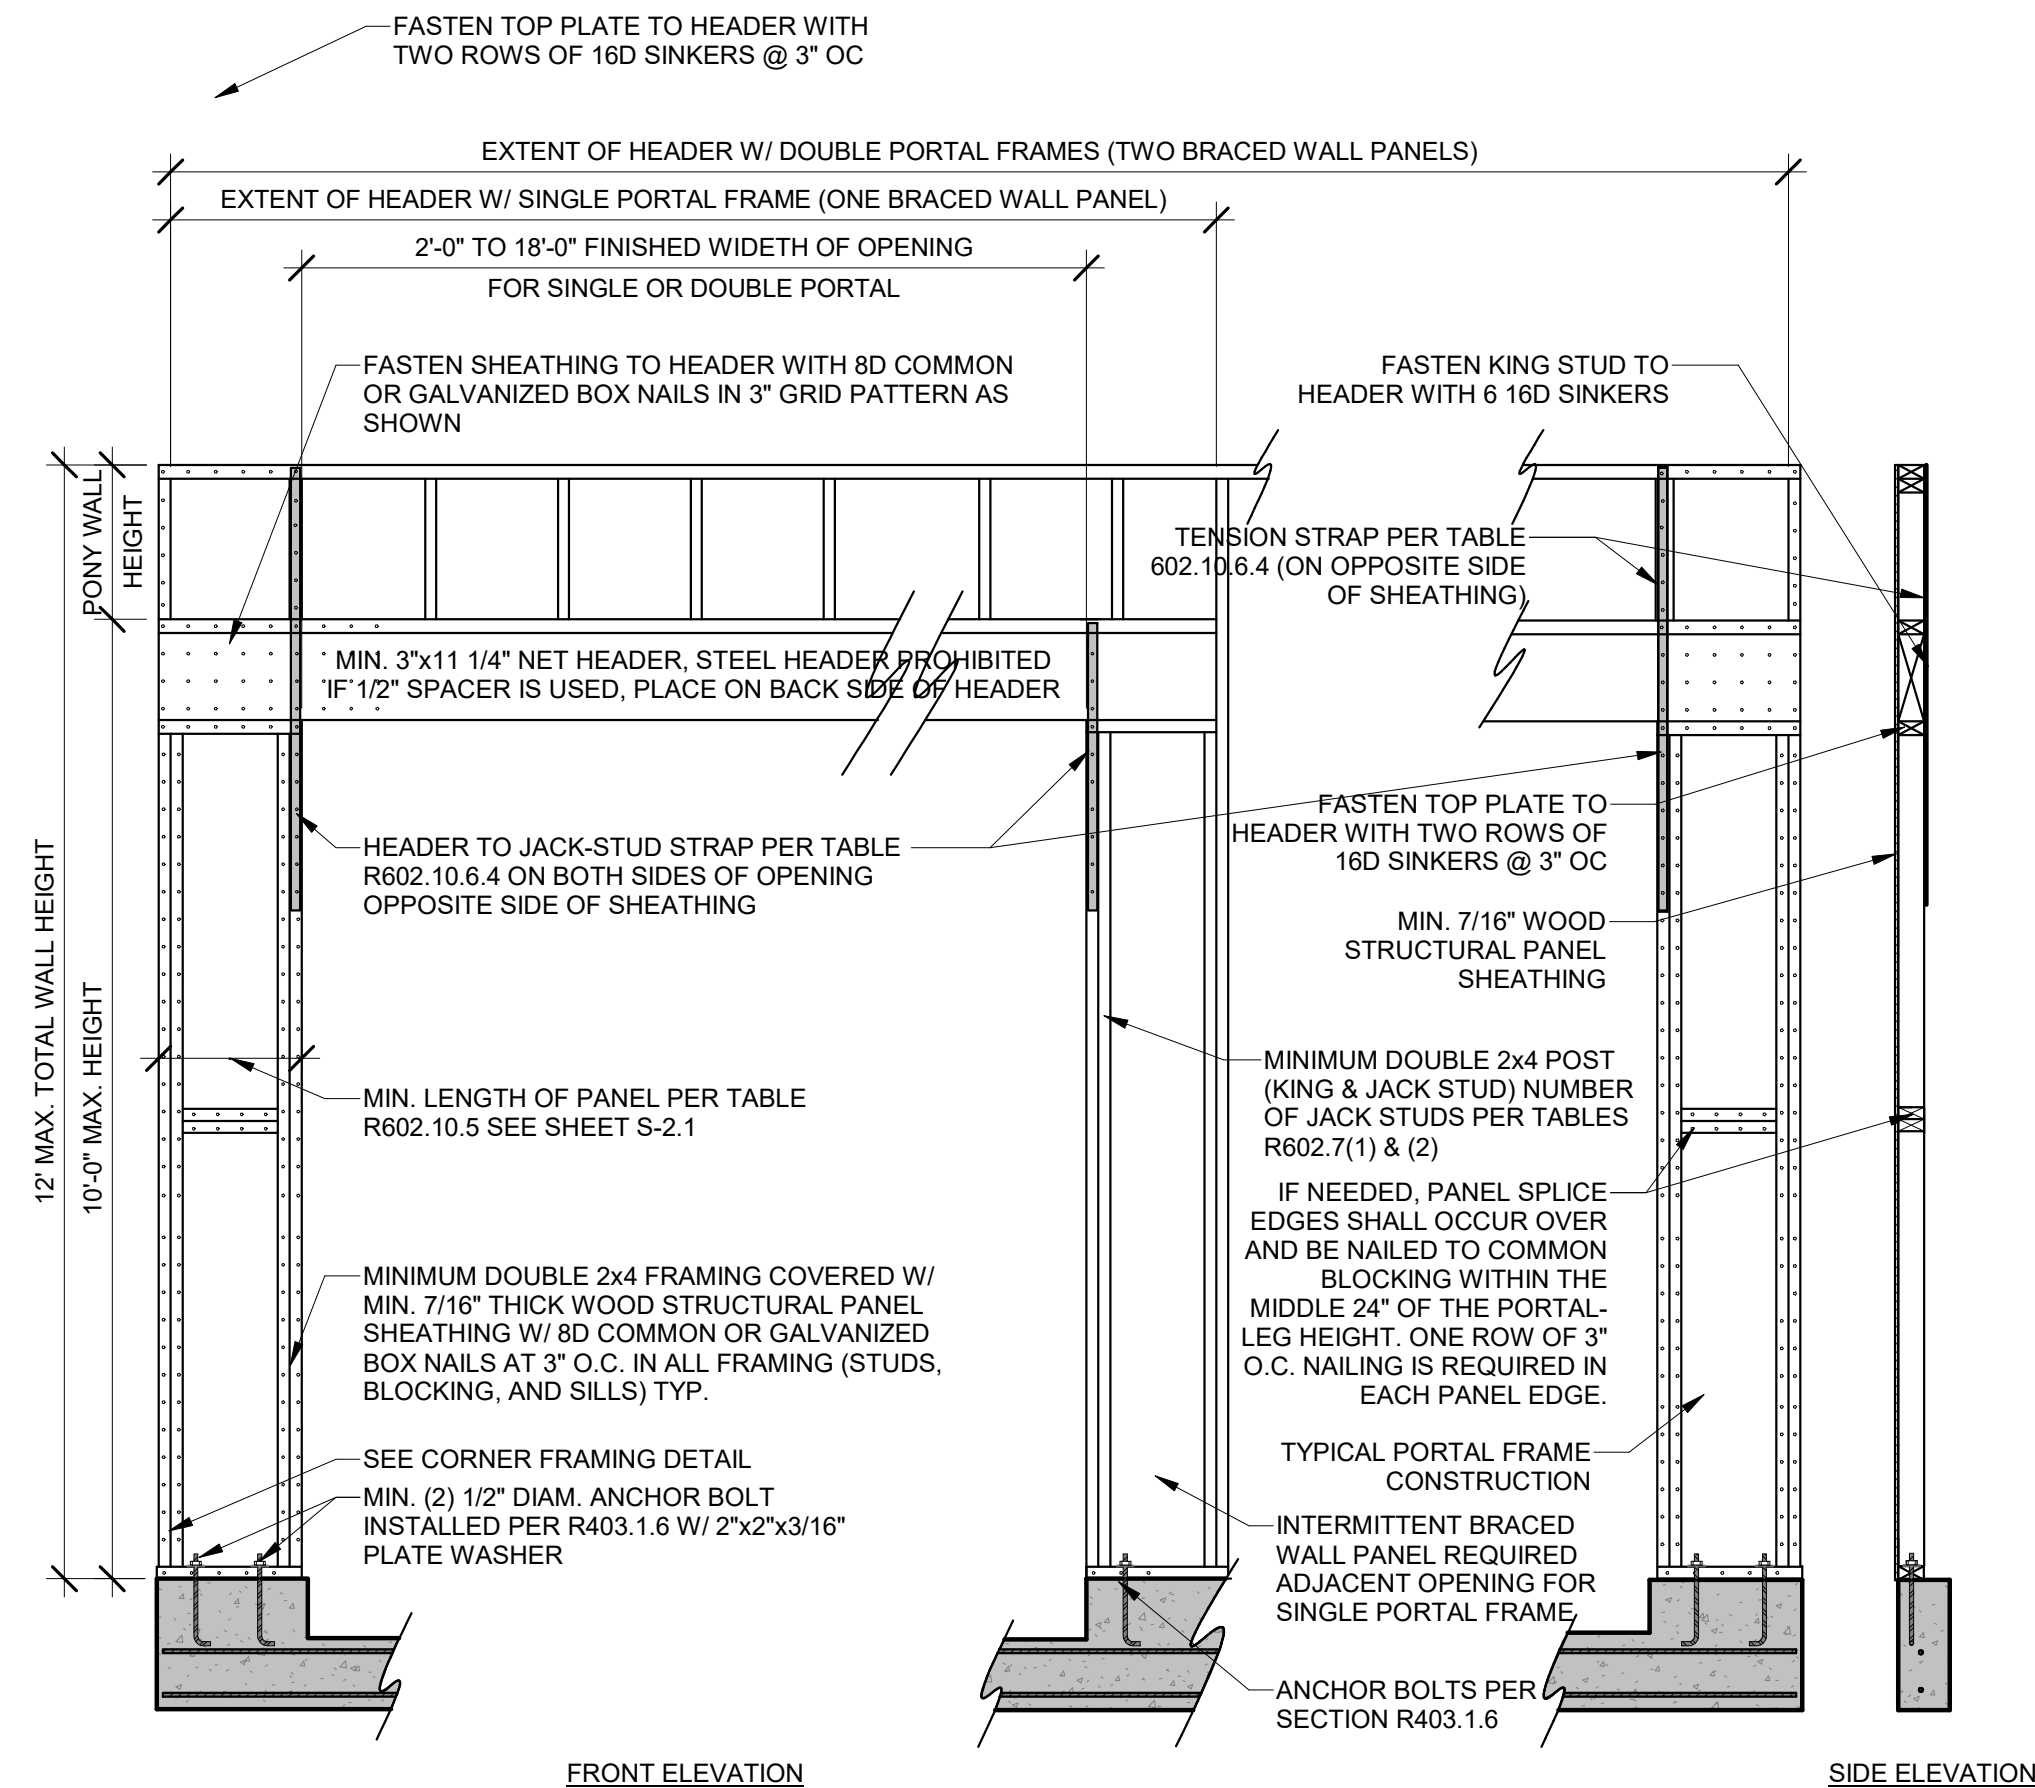 FASTEN TOP PLATE TO HEADER WITH
TWO ROWS OF 16D SINKERS @ 3" OC
EXTENT OF HEADER W/ DOUBLE PORTAL FRAMES (TWO BRACED WALL PANELS)
EXTENT OF HEADER W/ SINGLE PORTAL FRAME (ONE BRACED WALL PANEL)
2'-0" TO 18'-0" FINISHED WIDETH OF OPENING
FOR SINGLE OR DOUBLE PORTAL
FASTEN SHEATHING TO HEADER WITH 8D COMMON
OR GALVANIZED BOX NAILS IN 3" GRID PATTERN AS
SHOWN
FASTEN KING STUD TO
HEADER WITH 6 16D SINKERS
PONY WALL
HEIGHT
TENSION STRAP PER TABLE
602.10.6.4 (ON OPPOSITE SIDE
OF SHEATHING)
MIN. 3"x11 1/4" NET HEADER, STEEL HEADER PROHIBITED
IF 1/2" SPACER IS USED, PLACE ON BACK SIDE OF HEADER
12' MAX. TOTAL WALL HEIGHT
10'-0" MAX. HEIGHT
HEADER TO JACK-STUD STRAP PER TABLE
R602.10.6.4 ON BOTH SIDES OF OPENING
OPPOSITE SIDE OF SHEATHING
FASTEN TOP PLATE TO
HEADER WITH TWO ROWS OF
16D SINKERS @ 3" OC
MIN. 7/16" WOOD
STRUCTURAL PANEL
SHEATHING
MIN. LENGTH OF PANEL PER TABLE
R602.10.5 SEE SHEET S-2.1
MINIMUM DOUBLE 2x4 POST
(KING & JACK STUD) NUMBER
OF JACK STUDS PER TABLES
R602.7(1) & (2)
IF NEEDED, PANEL SPLICE
EDGES SHALL OCCUR OVER
AND BE NAILED TO COMMON
BLOCKING WITHIN THE
MIDDLE 24" OF THE PORTAL-
LEG HEIGHT. ONE ROW OF 3"
O.C. NAILING IS REQUIRED IN
EACH PANEL EDGE.
MINIMUM DOUBLE 2x4 FRAMING COVERED W/
MIN. 7/16" THICK WOOD STRUCTURAL PANEL
SHEATHING W/ 8D COMMON OR GALVANIZED
BOX NAILS AT 3" O.C. IN ALL FRAMING (STUDS,
BLOCKING, AND SILLS) TYP.
SEE CORNER FRAMING DETAIL
MIN. (2) 1/2" DIAM. ANCHOR BOLT
INSTALLED PER R403.1.6 W/ 2"x2"x3/16"
PLATE WASHER
TYPICAL PORTAL FRAME
CONSTRUCTION
INTERMITTENT BRACED
WALL PANEL REQUIRED
ADJACENT OPENING FOR
SINGLE PORTAL FRAME
ANCHOR BOLTS PER
SECTION R403.1.6
FRONT ELEVATION
SIDE ELEVATION